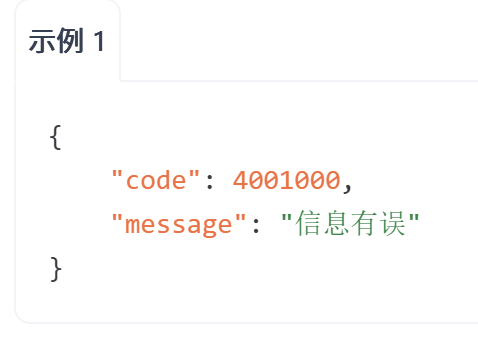 示例 1
{
    "code": 4001000,
    "message": "信息有误"
}